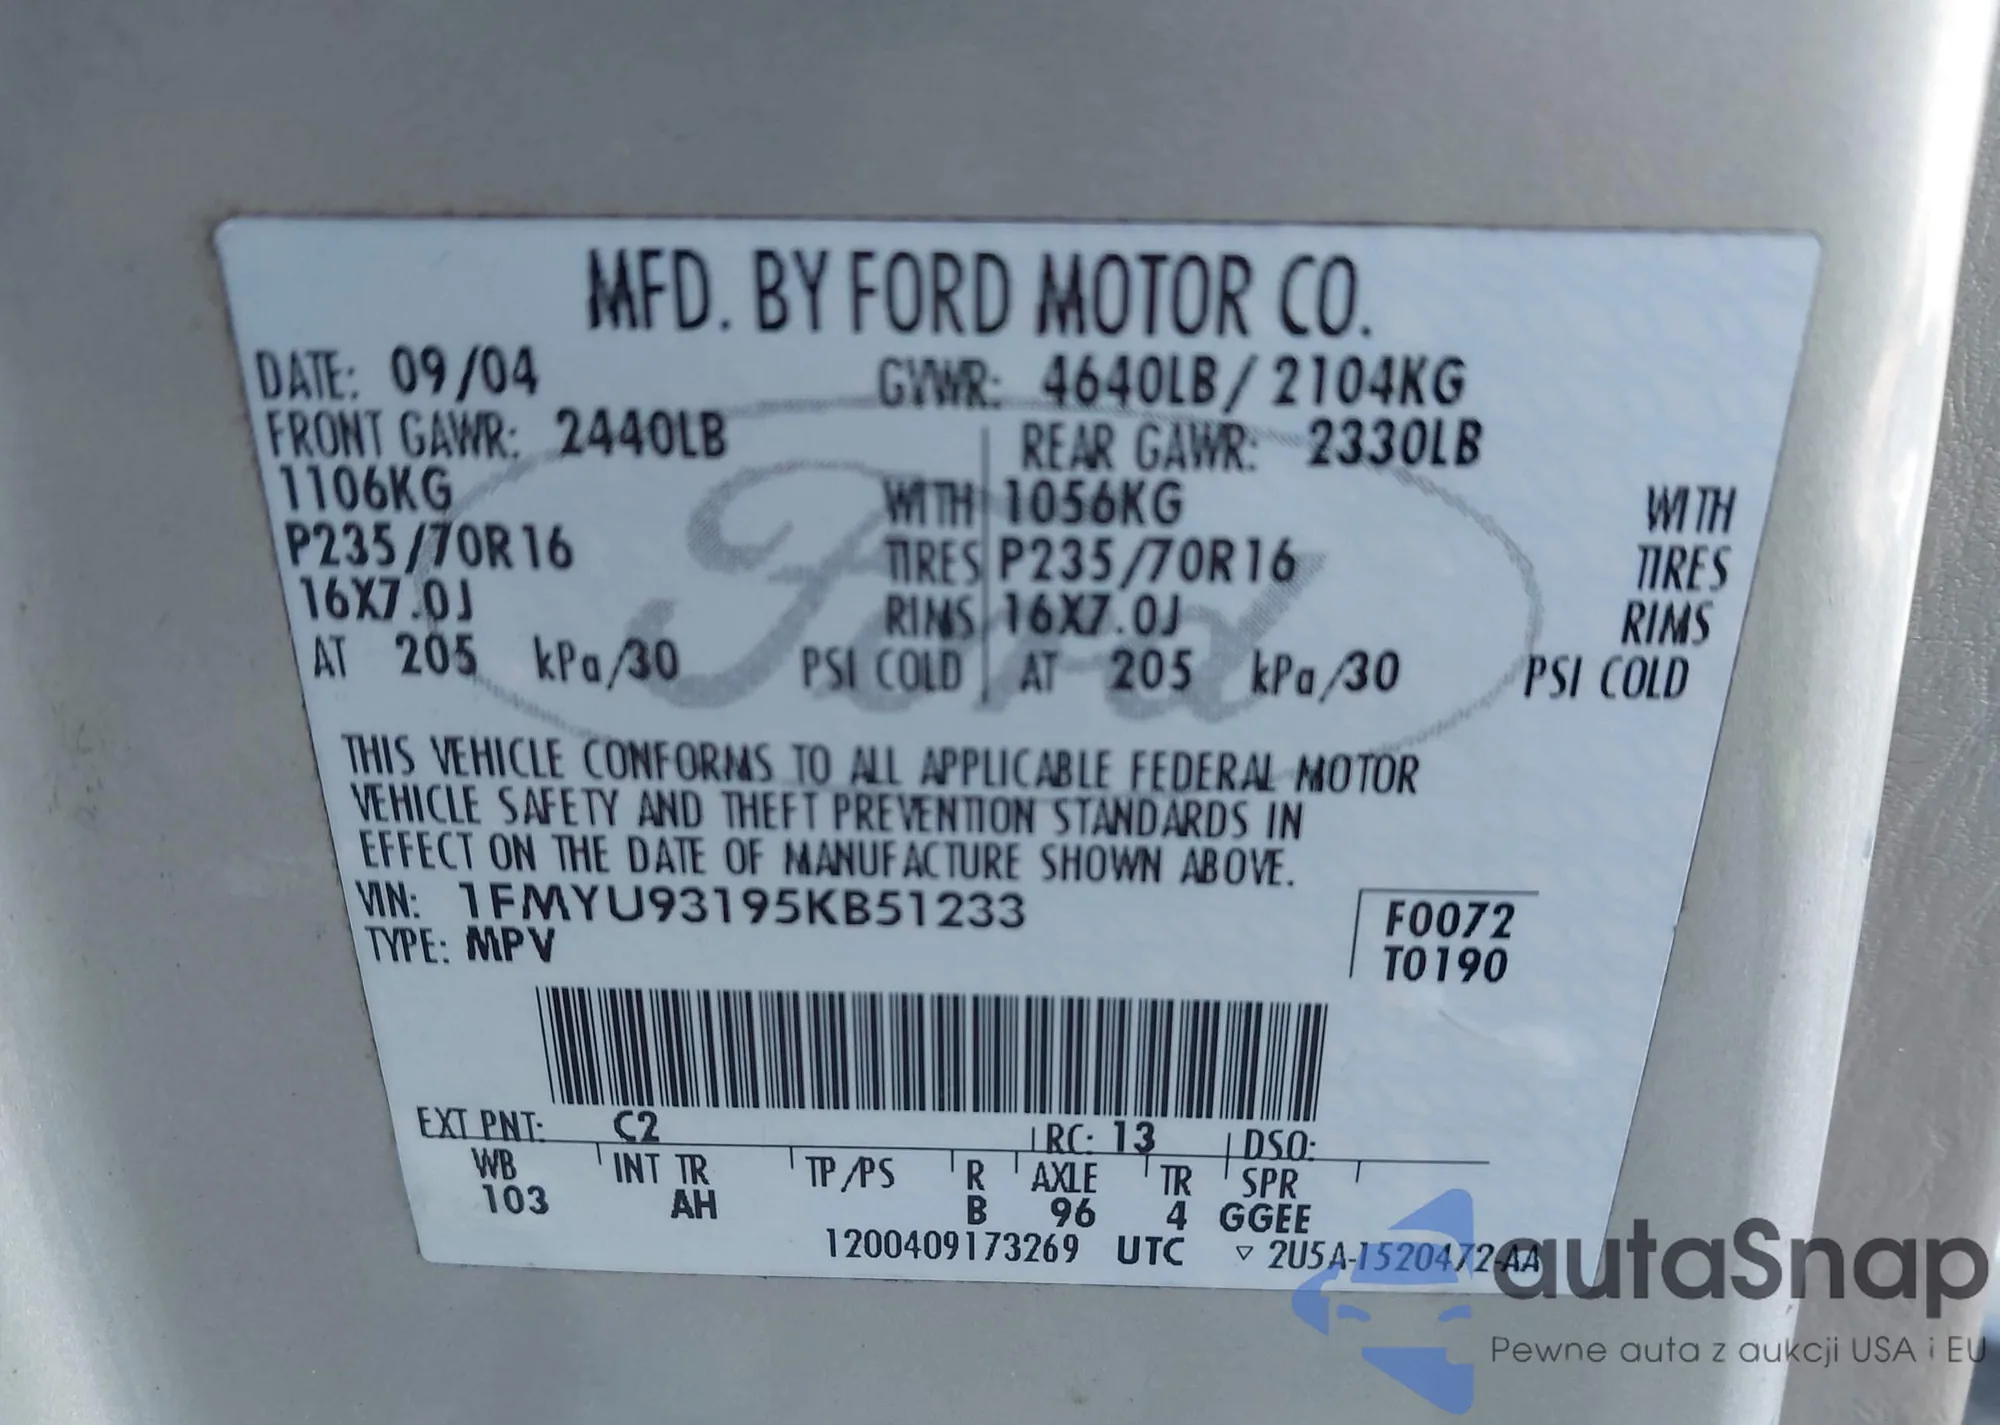 MFD. BY FORD MOTOR CO.
DATE: 09/04 GVWR: 4640LB/2104KG
FRONT GAWR: 2440LB REAR GAWR: 2330LB
1106KG WITH 1056KG WITH
P235/70R16 TIRES P235/70R16 TIRES
16X7.0J RIMS 16X7.0J RIMS
AT 205 kPa/30 PSI COLD AT 205 kPa/30 PSI COLD
Ford
THIS VEHICLE CONFORMS TO ALL APPLICABLE FEDERAL MOTOR
VEHICLE SAFETY AND THEFT PREVENTION STANDARDS IN
EFFECT ON THE DATE OF MANUFACTURE SHOWN ABOVE.
VIN: 1FMYU93195KB51233 F0072
TYPE: MPV T0190
EXT PNT: C2 RC: 13 DSO:
WB INT TR TP/PS R AXLE TR SPR
103 AH B 96 4 GGEE
1200409173269 UTC ▽ 2U5A-1520472-AA
autaSnap
Pewne auta z aukcji USA i EU